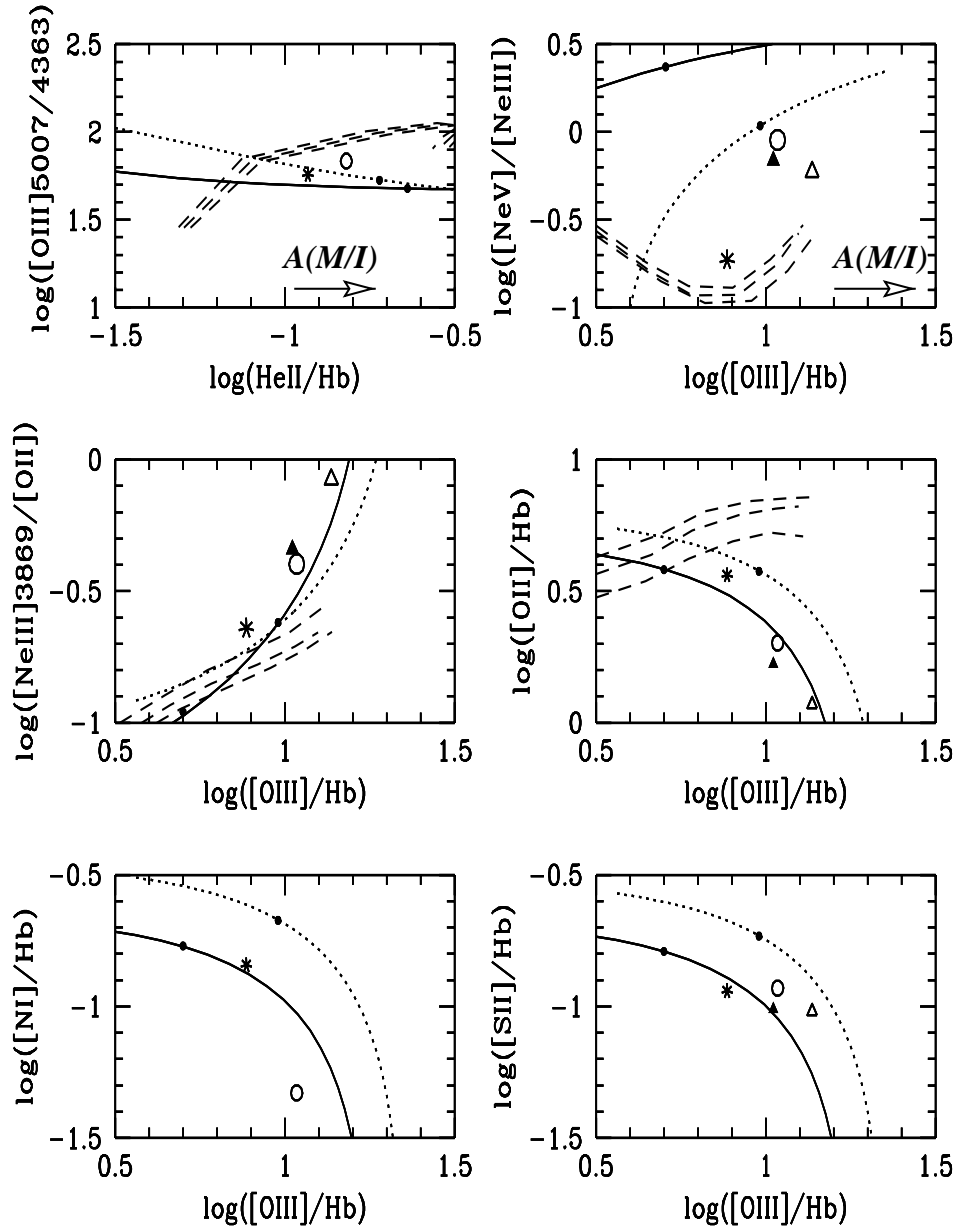 log([OIII]5007/4363)
2.5
2
1.5
1
A(M/I)
−1.5
−1
−0.5
log(HeII/Hb)
log([NeV]/[NeIII])
0.5
0
−0.5
−1
A(M/I)
0.5
1
1.5
log([OIII]/Hb)
log([NeIII]3869/[OII])
0
−0.5
−1
0.5
1
1.5
log([OIII]/Hb)
log([OII]/Hb)
1
0.5
0
0.5
1
1.5
log([OIII]/Hb)
log([NI]/Hb)
−0.5
−1
−1.5
0.5
1
1.5
log([OIII]/Hb)
log([SII]/Hb)
−0.5
−1
−1.5
0.5
1
1.5
log([OIII]/Hb)